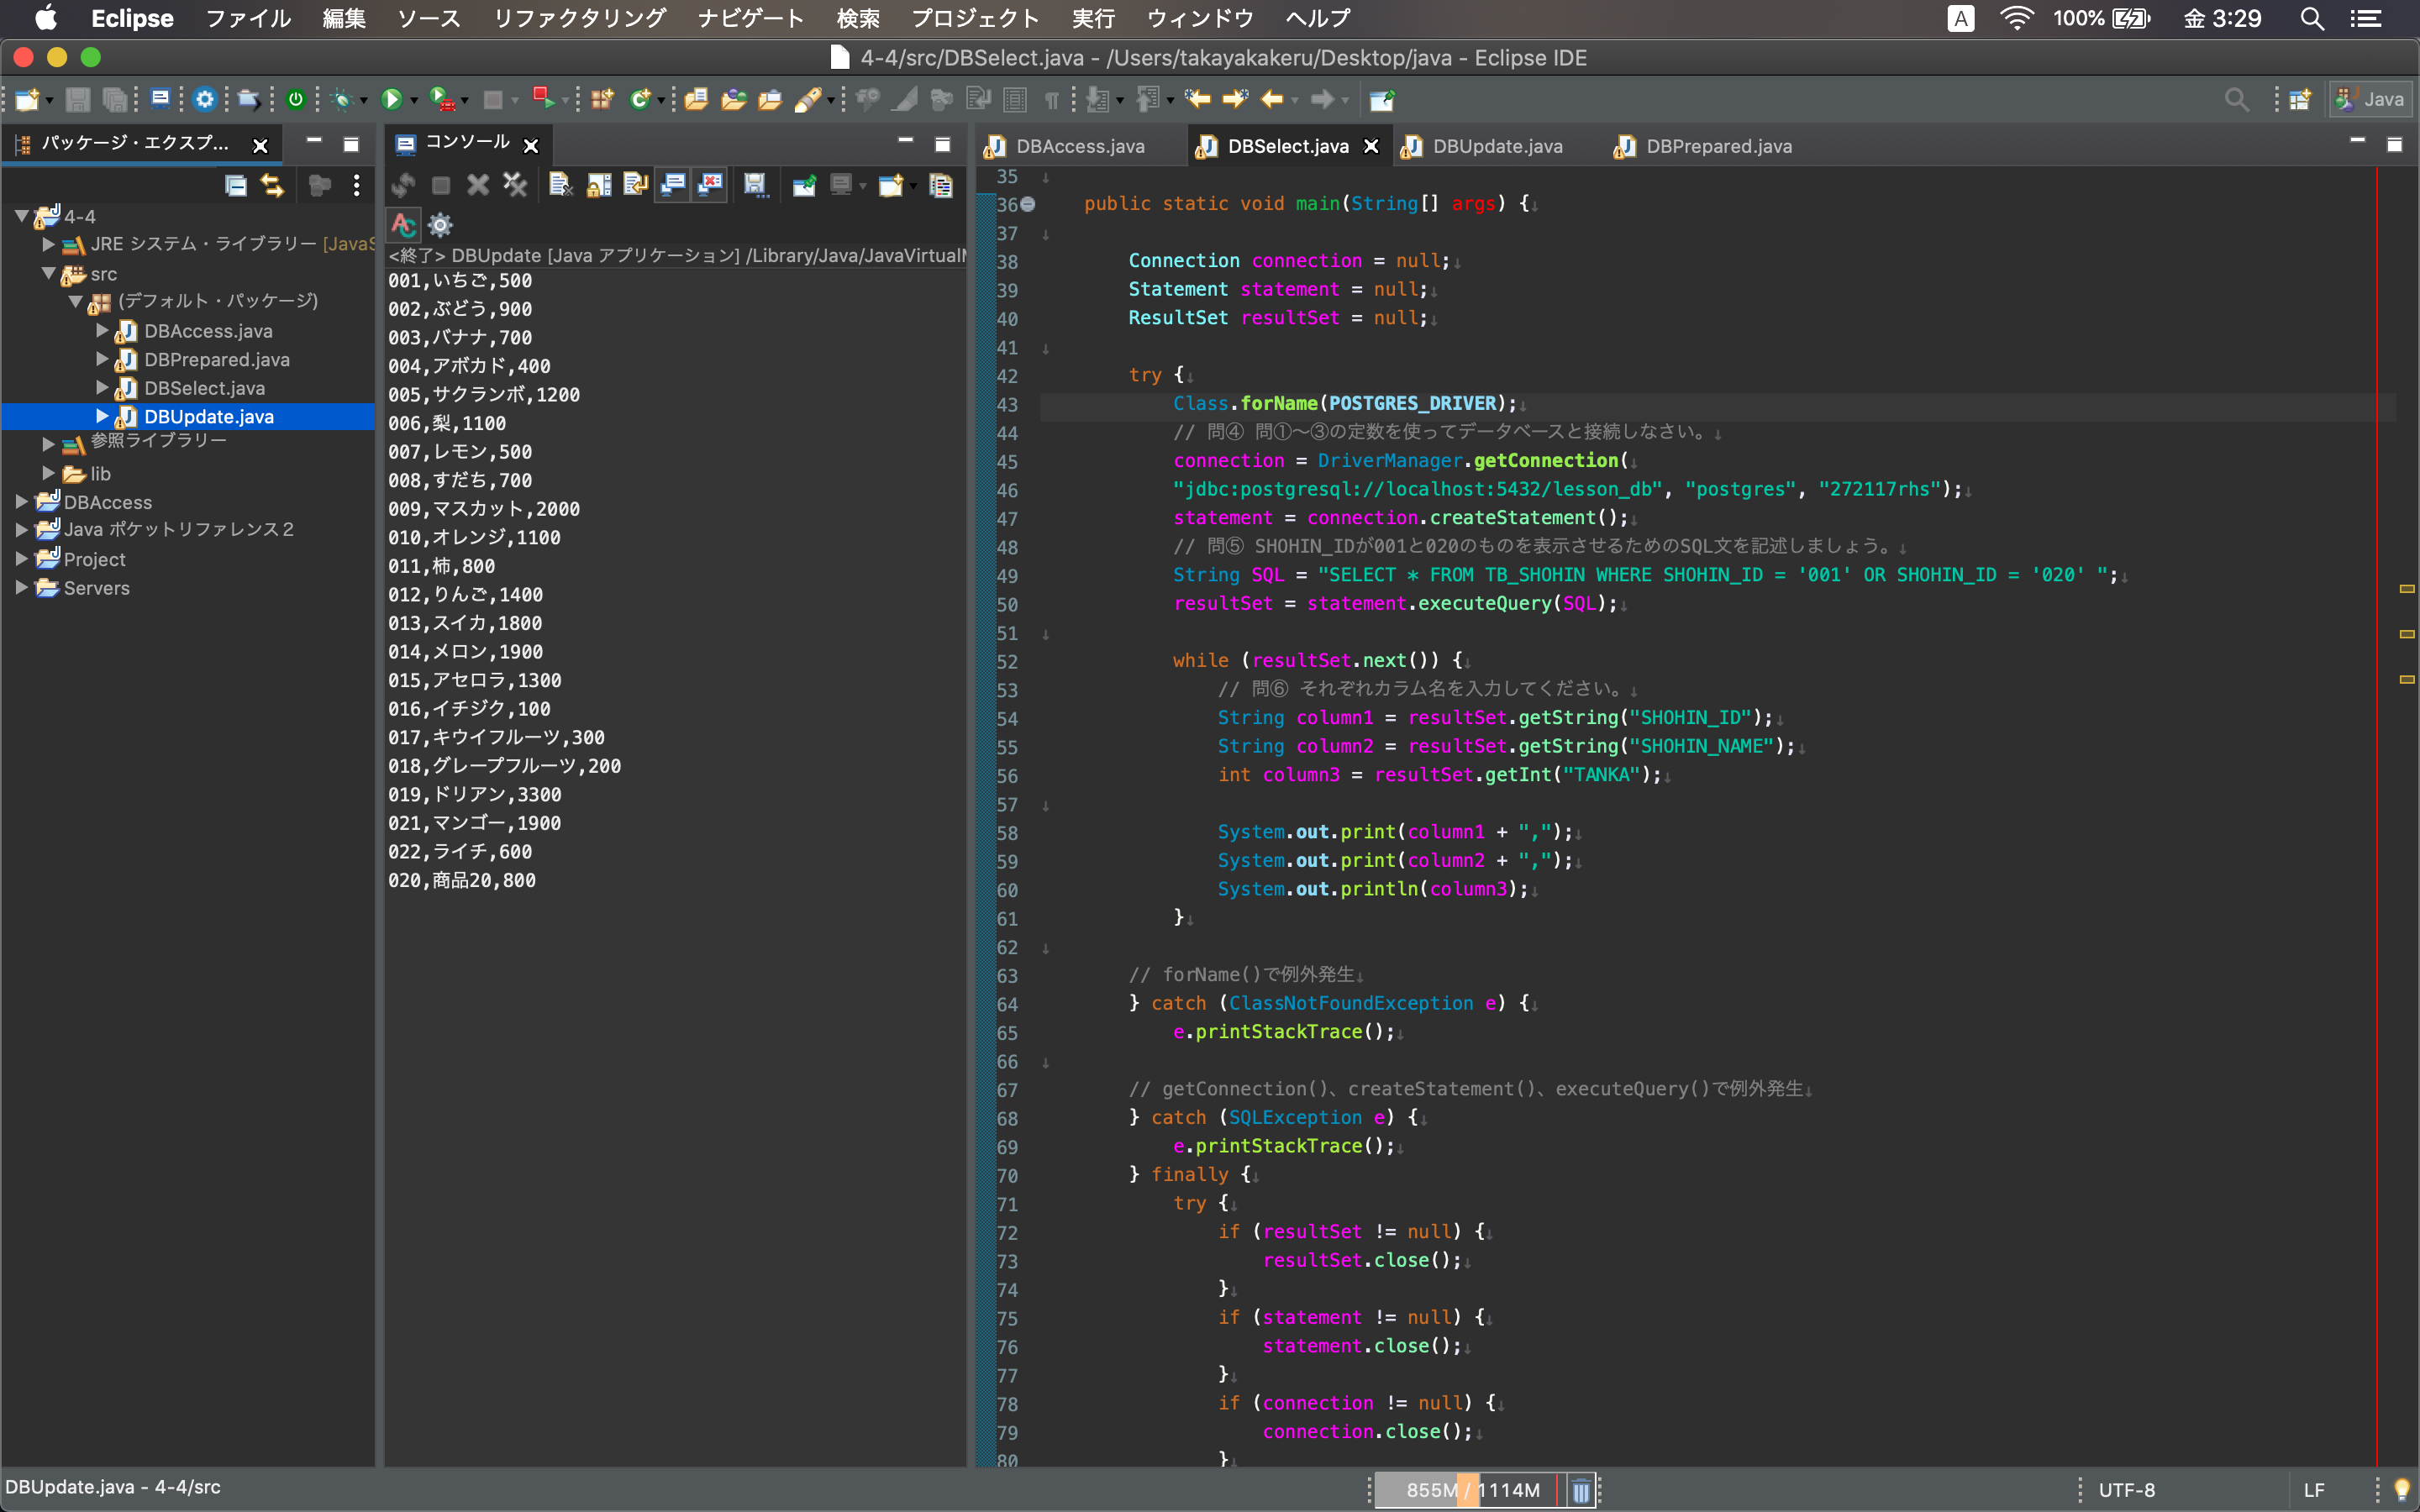 Eclipse ファイル 編集 ソース リファクタリング ナビゲート 検索 プロジェクト 実行 ウィンドウ ヘルプ A 100% 金 3:29
4-4/src/DBSelect.java - /Users/takayakakeru/Desktop/java - Eclipse IDE
Java
パッケージ・エクスプ...
4-4
JRE システム・ライブラリー [JavaS
src
(デフォルト・パッケージ)
DBAccess.java
DBPrepared.java
DBSelect.java
DBUpdate.java
参照ライブラリー
lib
DBAccess
Java ポケットリファレンス２
Project
Servers
コンソール
<終了> DBUpdate [Java アプリケーション] /Library/Java/JavaVirtualM
001,いちご,500
002,ぶどう,900
003,バナナ,700
004,アボカド,400
005,サクランボ,1200
006,梨,1100
007,レモン,500
008,すだち,700
009,マスカット,2000
010,オレンジ,1100
011,柿,800
012,りんご,1400
013,スイカ,1800
014,メロン,1900
015,アセロラ,1300
016,イチジク,100
017,キウイフルーツ,300
018,グレープフルーツ,200
019,ドリアン,3300
021,マンゴー,1900
022,ライチ,600
020,商品20,800
DBAccess.java DBSelect.java DBUpdate.java DBPrepared.java
35 ↓
36 public static void main(String[] args) {↓
37 ↓
38 Connection connection = null;↓
39 Statement statement = null;↓
40 ResultSet resultSet = null;↓
41 ↓
42 try {↓
43 Class.forName(POSTGRES_DRIVER);↓
44 // 問④ 問①～③の定数を使ってデータベースと接続しなさい。↓
45 connection = DriverManager.getConnection(↓
46 "jdbc:postgresql://localhost:5432/lesson_db", "postgres", "272117rhs");↓
47 statement = connection.createStatement();↓
48 // 問⑤ SHOHIN_IDが001と020のものを表示させるためのSQL文を記述しましょう。↓
49 String SQL = "SELECT * FROM TB_SHOHIN WHERE SHOHIN_ID = '001' OR SHOHIN_ID = '020' ";↓
50 resultSet = statement.executeQuery(SQL);↓
51 ↓
52 while (resultSet.next()) {↓
53 // 問⑥ それぞれカラム名を入力してください。↓
54 String column1 = resultSet.getString("SHOHIN_ID");↓
55 String column2 = resultSet.getString("SHOHIN_NAME");↓
56 int column3 = resultSet.getInt("TANKA");↓
57 ↓
58 System.out.print(column1 + ",");↓
59 System.out.print(column2 + ",");↓
60 System.out.println(column3);↓
61 }↓
62 ↓
63 // forName()で例外発生↓
64 } catch (ClassNotFoundException e) {↓
65 e.printStackTrace();↓
66 ↓
67 // getConnection()、createStatement()、executeQuery()で例外発生↓
68 } catch (SQLException e) {↓
69 e.printStackTrace();↓
70 } finally {↓
71 try {↓
72 if (resultSet != null) {↓
73 resultSet.close();↓
74 }↓
75 if (statement != null) {↓
76 statement.close();↓
77 }↓
78 if (connection != null) {↓
79 connection.close();↓
80 }↓
DBUpdate.java - 4-4/src
855M / 1114M
UTF-8
LF